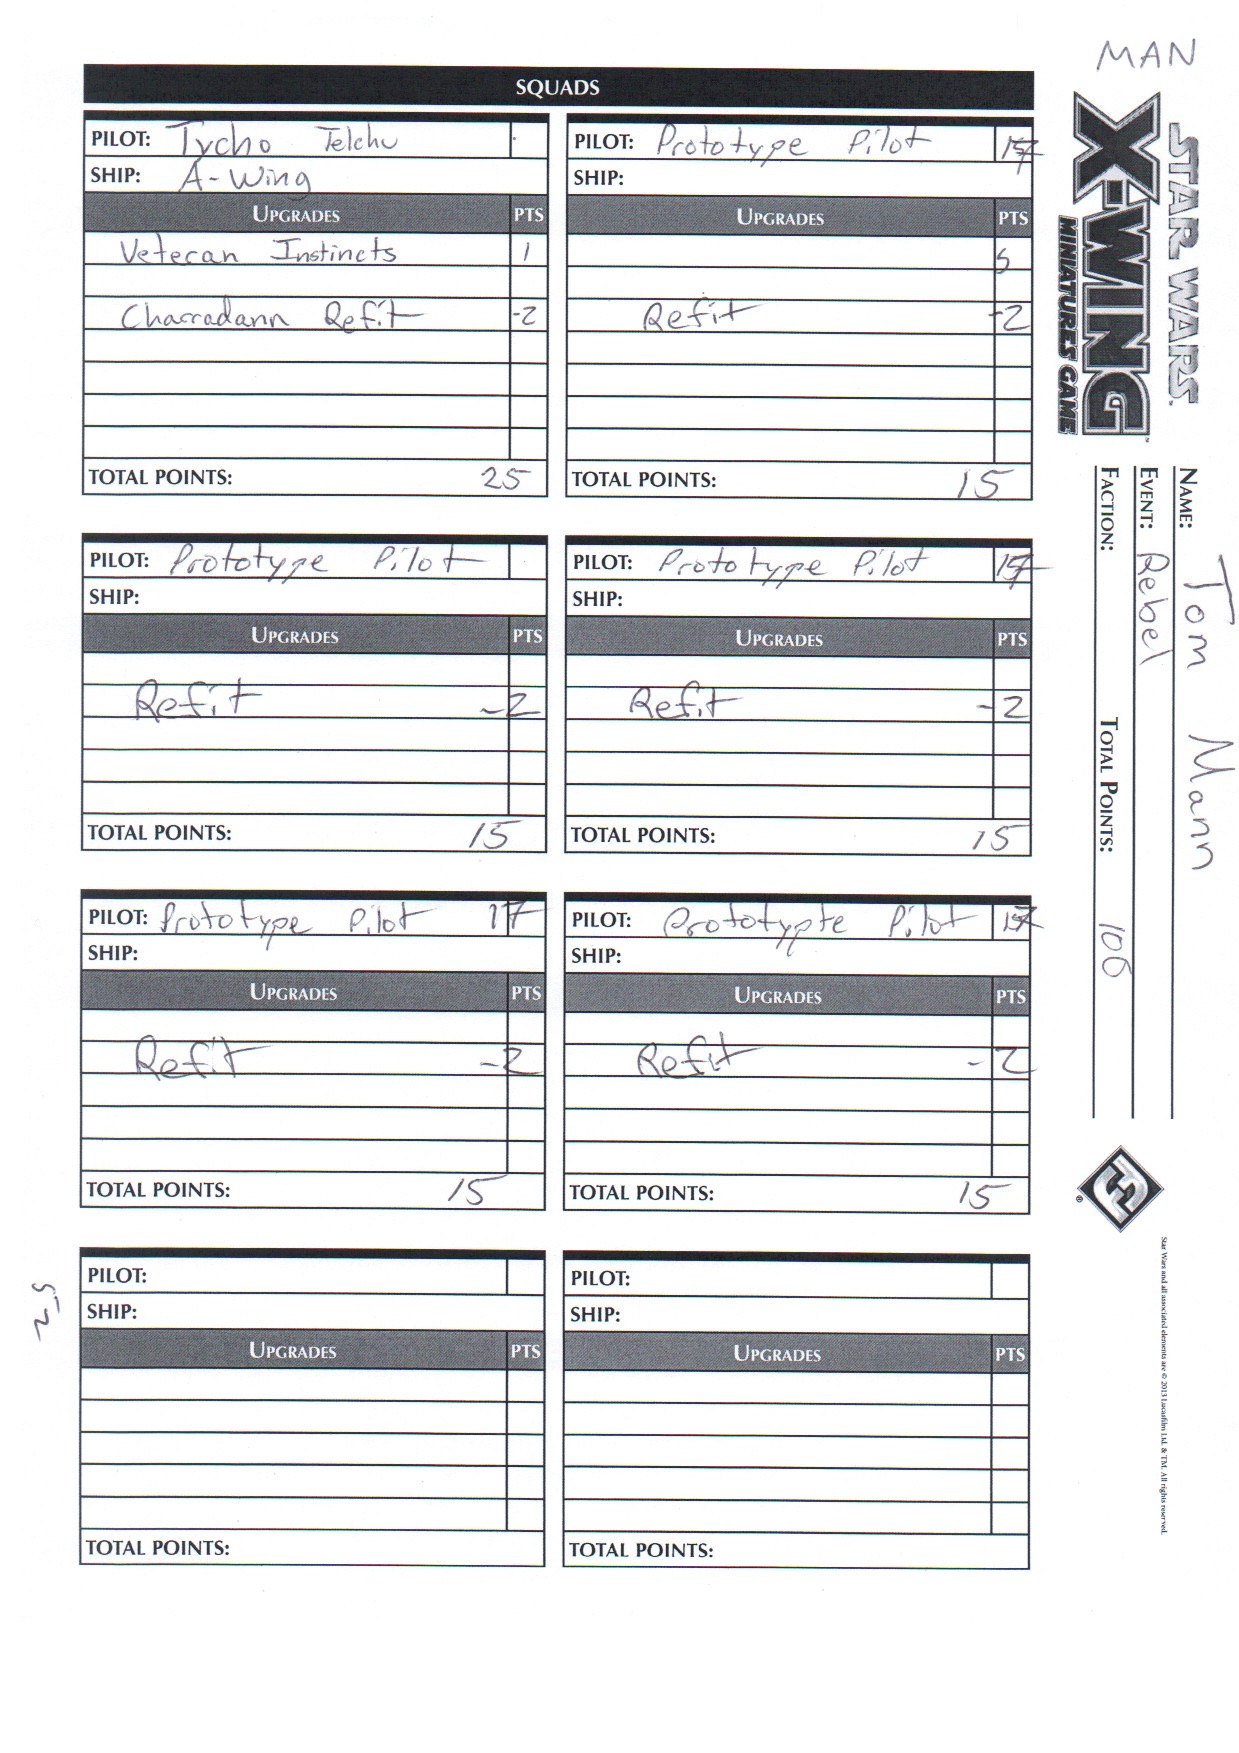 MAN
SQUADS
PILOT: Tycho Telchu
SHIP: A-Wing
UPGRADES PTS
Veteran Instincts 1
Charradann Refit -2
TOTAL POINTS: 25
PILOT: Prototype Pilot 17
SHIP:
UPGRADES PTS
5
Refit -2
TOTAL POINTS: 15
PILOT: Prototype Pilot
SHIP:
UPGRADES PTS
Refit -2
TOTAL POINTS: 15
PILOT: Prototype Pilot 17
SHIP:
UPGRADES PTS
Refit -2
TOTAL POINTS: 15
PILOT: Prototype Pilot 17
SHIP:
UPGRADES PTS
Refit -2
TOTAL POINTS: 15
PILOT: Prototypte Pilot 17
SHIP:
UPGRADES PTS
Refit -2
TOTAL POINTS: 15
PILOT:
SHIP:
UPGRADES PTS
TOTAL POINTS:
PILOT:
SHIP:
UPGRADES PTS
TOTAL POINTS:
STAR WARS
X-WING
MINIATURES GAME
NAME: Tom Mann
EVENT: Rebel
FACTION: TOTAL POINTS: 100
Star Wars and all associated elements are © 2013 Lucasfilm Ltd. & TM. All rights reserved.